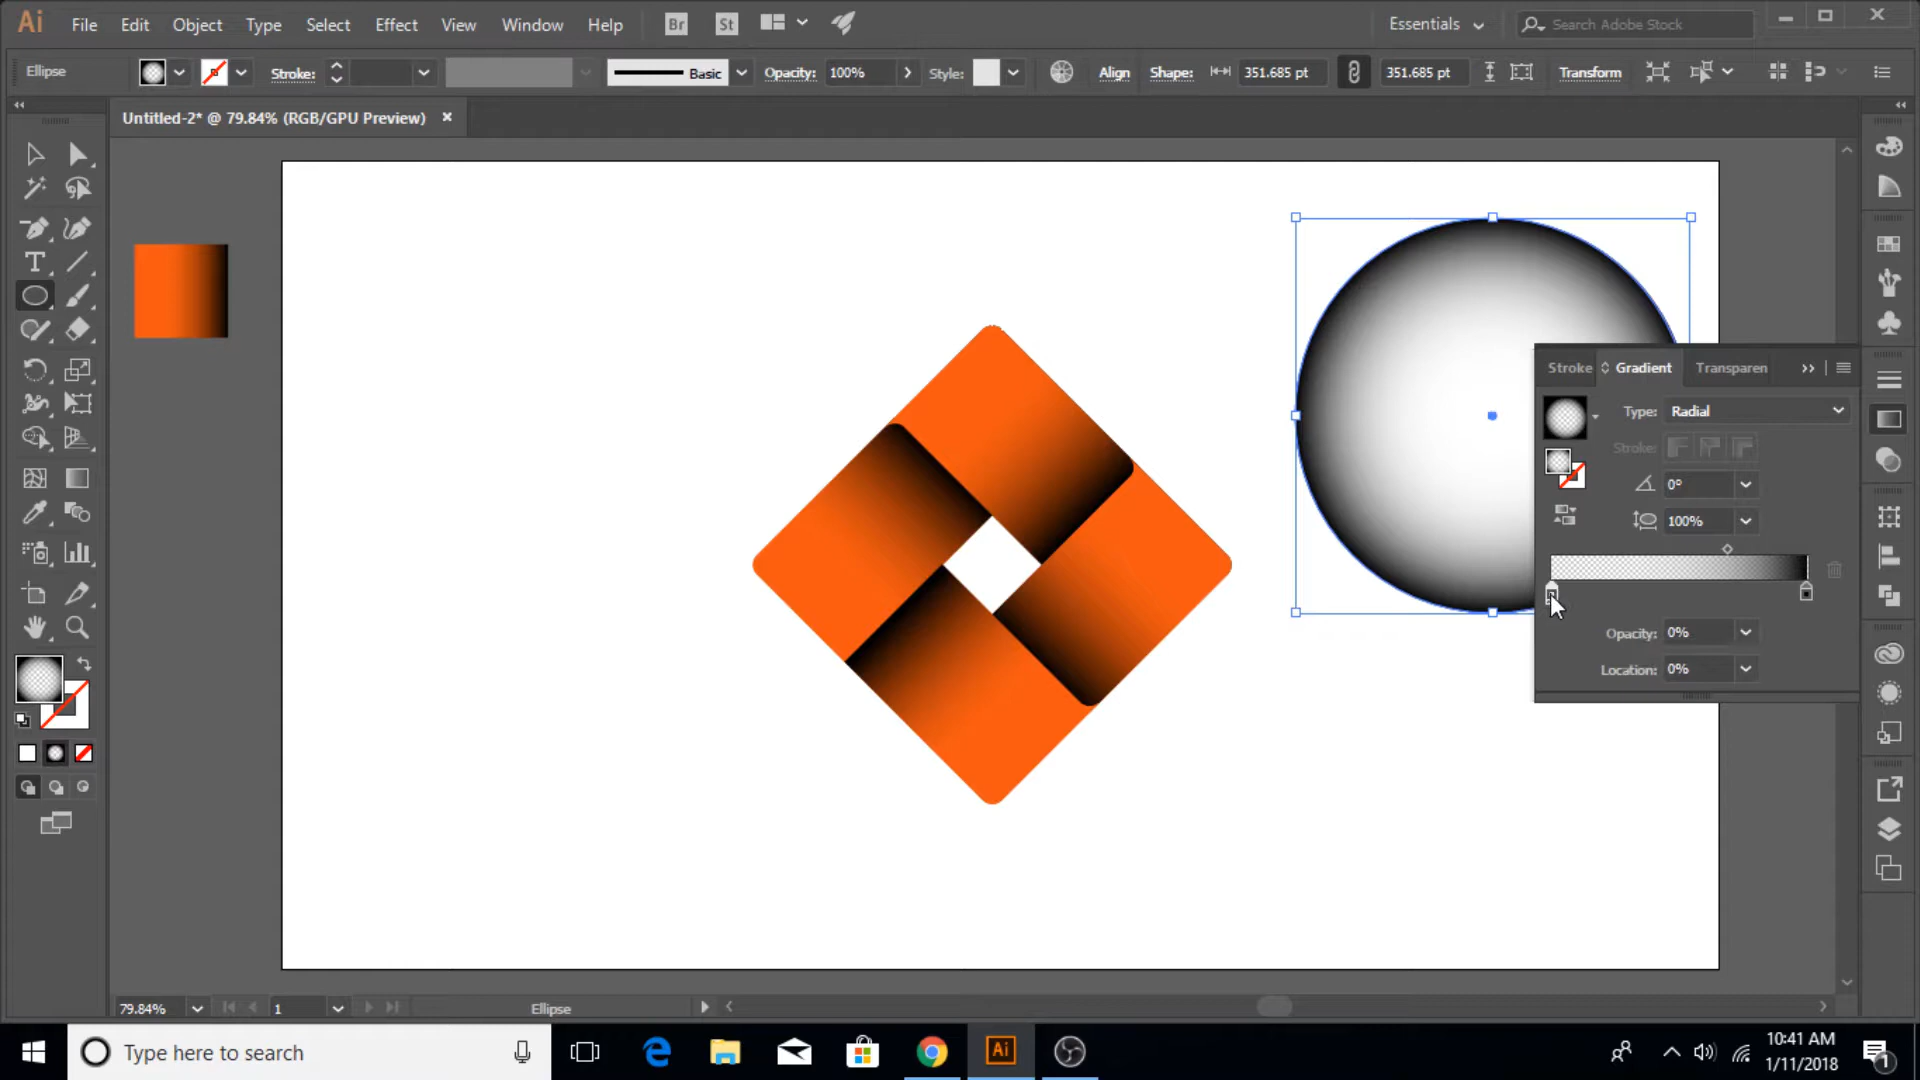 Ai File Edit Object Type Select Effect View Window Help Br St Essentials Search Adobe Stock
Ellipse Stroke: Basic Opacity: 100% Style: Align Shape: 351.685 pt 351.685 pt Transform
Untitled-2* @ 79.84% (RGB/GPU Preview)
Stroke Gradient Transparen
Type: Radial
Stroke:
0°
100%
Opacity: 0%
Location: 0%
79.84% 1 Ellipse
Type here to search Ai 10:41 AM
1/11/2018 1